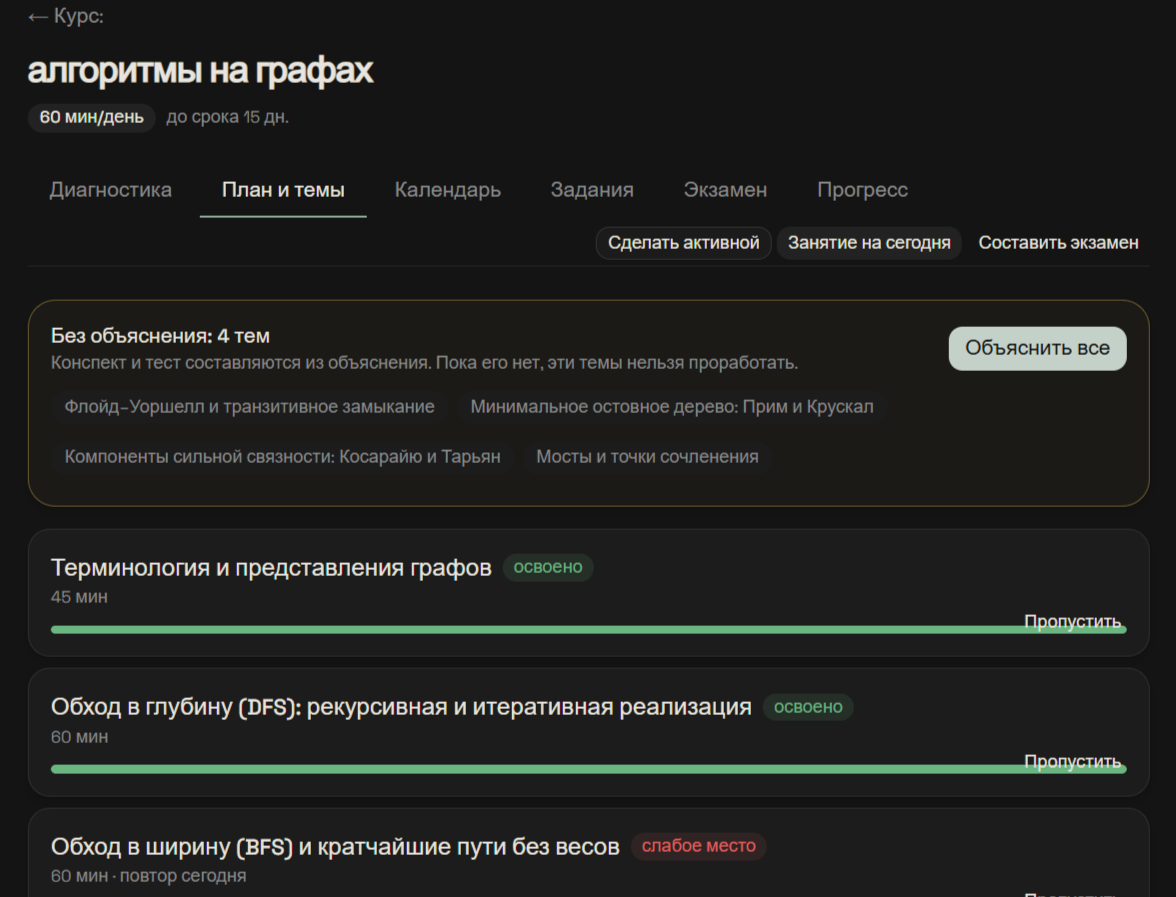 ← Курс:
алгоритмы на графах
60 мин/день до срока 15 дн.
Диагностика План и темы Календарь Задания Экзамен Прогресс
Сделать активной Занятие на сегодня Составить экзамен
Без объяснения: 4 тем
Конспект и тест составляются из объяснения. Пока его нет, эти темы нельзя проработать.
Объяснить все
Флойд–Уоршелл и транзитивное замыкание Минимальное остовное дерево: Прим и Крускал
Компоненты сильной связности: Косарайю и Тарьян Мосты и точки сочленения
Терминология и представления графов освоено
45 мин
Пропустить
Обход в глубину (DFS): рекурсивная и итеративная реализация освоено
60 мин
Пропустить
Обход в ширину (BFS) и кратчайшие пути без весов слабое место
60 мин · повтор сегодня